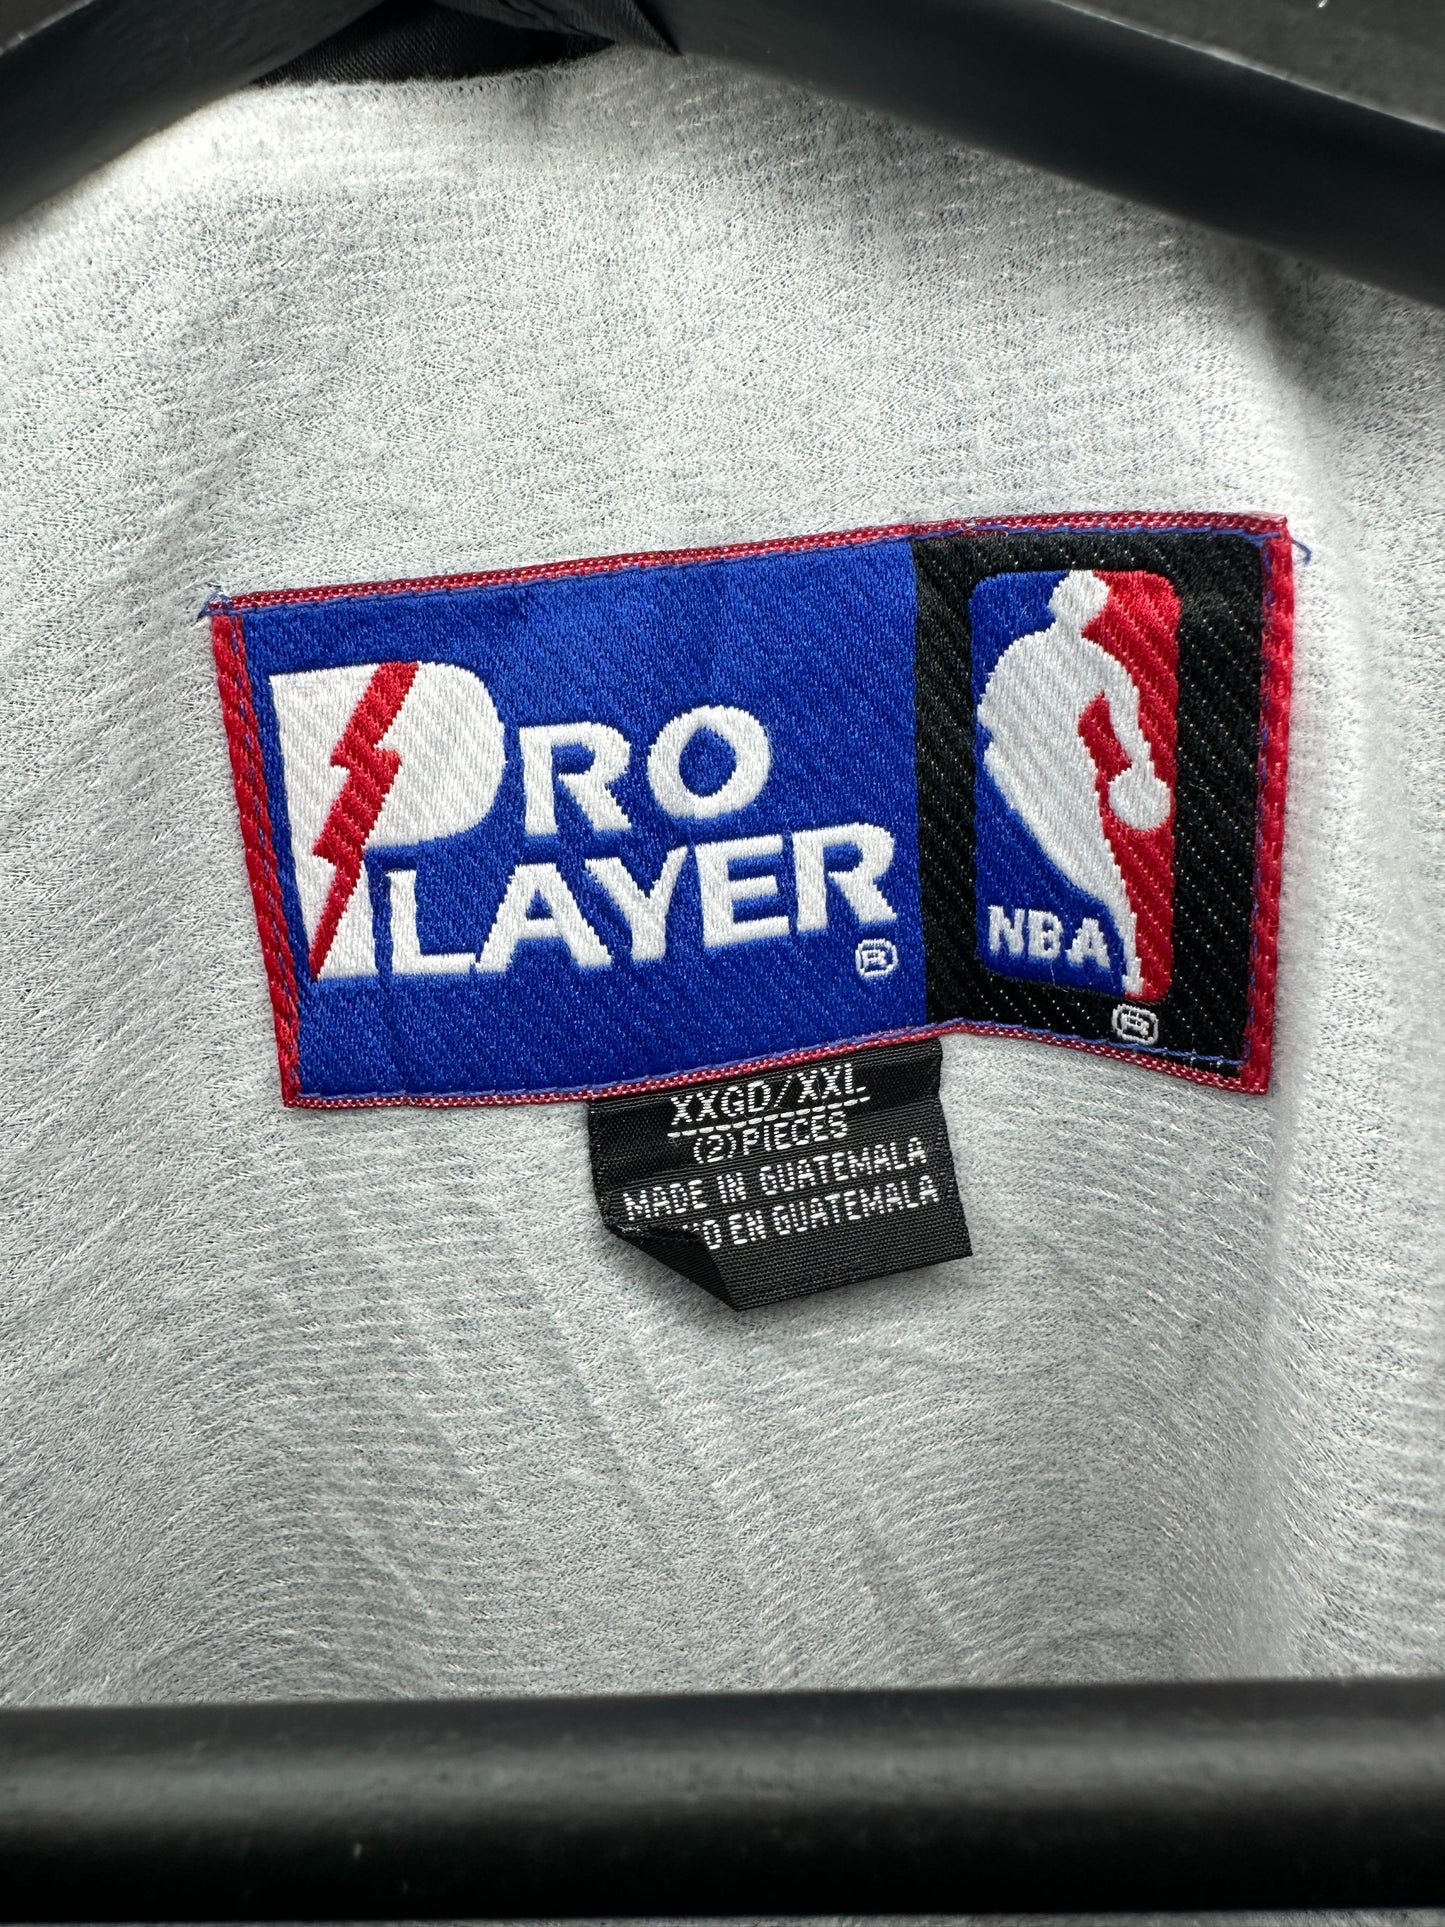 PRO
PLAYER
®
NBA
®
XXGD/XXL
(2) PIECES
MADE IN GUATEMALA
EN GUATEMALA